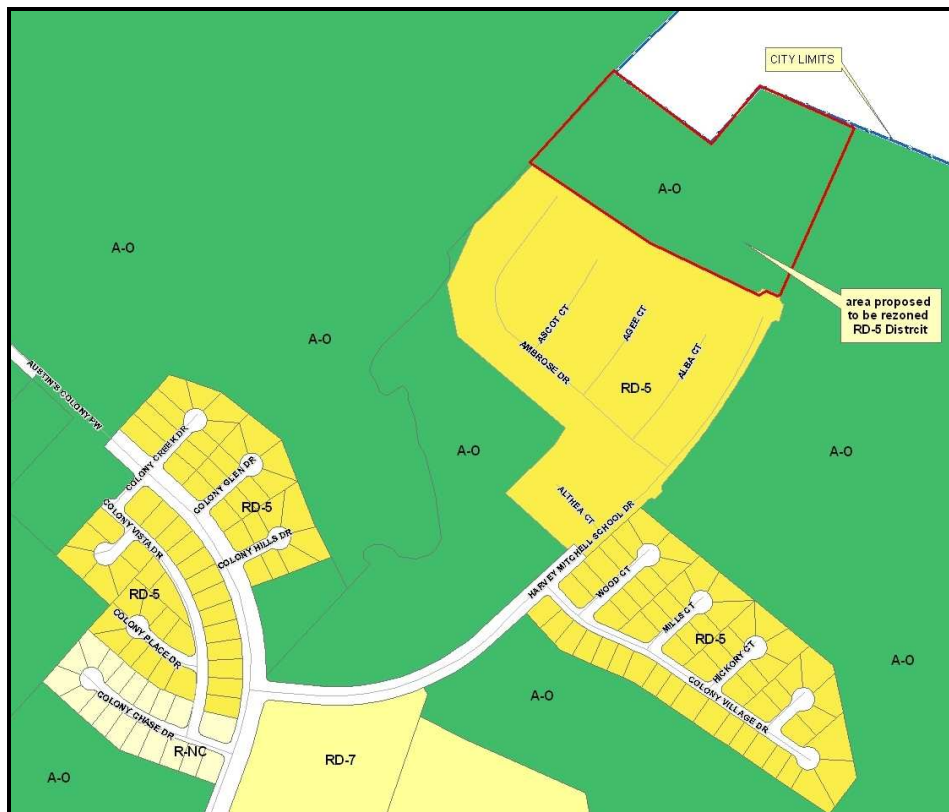 CITY LIMITS
A-O
area proposed
to be rezoned
RD-5 Distrcit
A-O
A-O
ASCOT CT
AGEE CT
ALBA CT
AMBROSE DR
RD-5
AUSTIN'S COLONY PW
A-O
A-O
COLONY CREEK DR
COLONY GLEN DR
RD-5
COLONY VISTA DR
COLONY HILLS DR
ALTHEA CT
HARVEY MITCHELL SCHOOL DR
RD-5
COLONY PLACE DR
WOOD CT
MILLS CT
RD-5
HICKORY CT
A-O
COLONY VILLAGE DR
A-O
COLONY CHASE DR
R-NC
RD-7
A-O